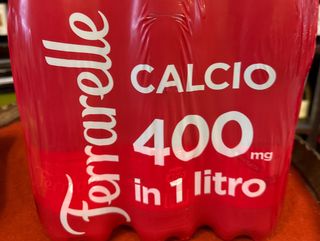 Ferrarelle
CALCIO
400 mg
in 1 litro